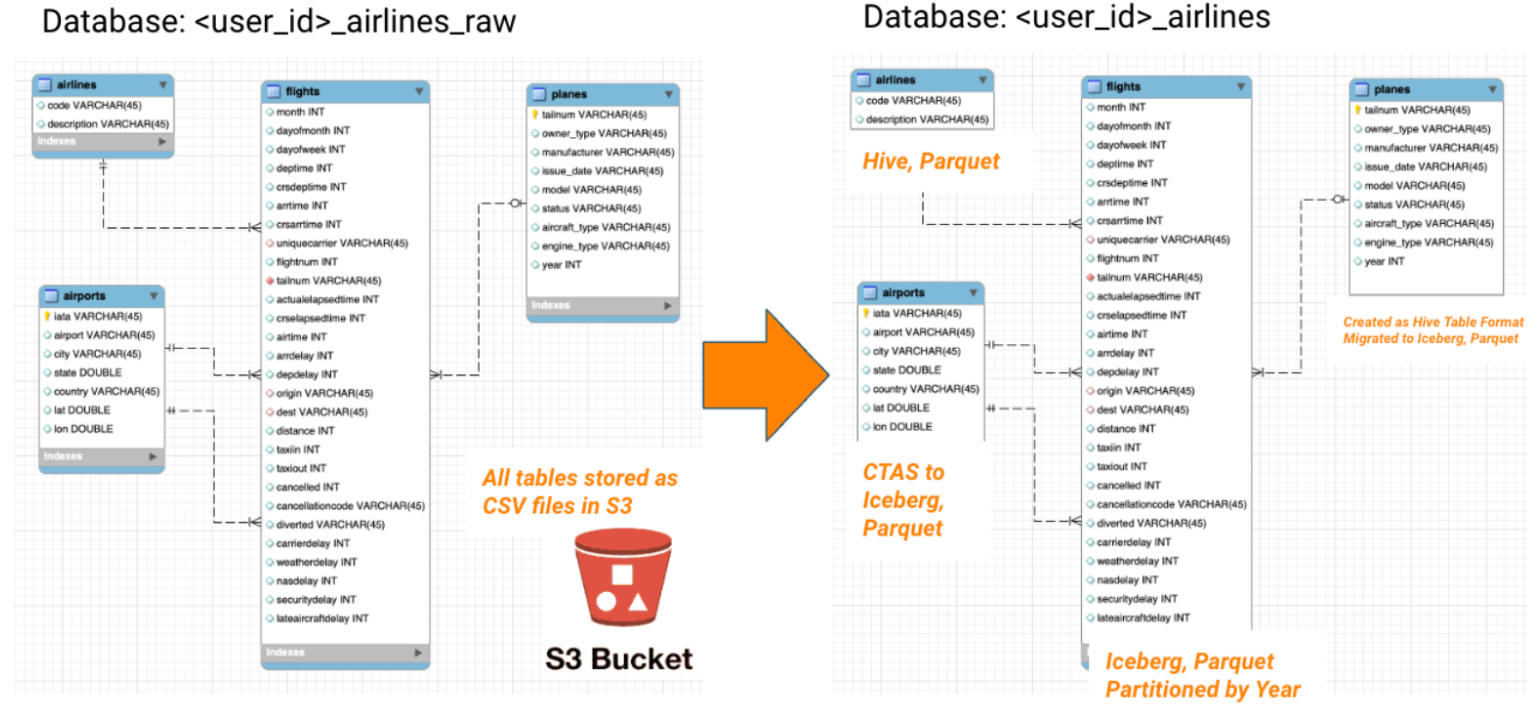 Database: <user_id>_airlines_raw
airlines
code VARCHAR(45)
description VARCHAR(45)
Indexes
airports
iata VARCHAR(45)
airport VARCHAR(45)
city VARCHAR(45)
state DOUBLE
country VARCHAR(45)
lat DOUBLE
lon DOUBLE
Indexes
flights
month INT
dayofmonth INT
dayofweek INT
deptime INT
crsdeptime INT
arrtime INT
crsarrtime INT
uniquecarrier VARCHAR(45)
flightnum INT
tailnum VARCHAR(45)
actualelapsedtime INT
crselapsedtime INT
airtime INT
arrdelay INT
depdelay INT
origin VARCHAR(45)
dest VARCHAR(45)
distance INT
taxiin INT
taxiout INT
cancelled INT
cancellationcode VARCHAR(45)
diverted VARCHAR(45)
carrierdelay INT
weatherdelay INT
nasdelay INT
securitydelay INT
lateaircraftdelay INT
Indexes
planes
tailnum VARCHAR(45)
owner_type VARCHAR(45)
manufacturer VARCHAR(45)
issue_date VARCHAR(45)
model VARCHAR(45)
status VARCHAR(45)
aircraft_type VARCHAR(45)
engine_type VARCHAR(45)
year INT
Indexes
All tables stored as
CSV files in S3
S3 Bucket
Database: <user_id>_airlines
airlines
code VARCHAR(45)
description VARCHAR(45)
Hive, Parquet
airports
iata VARCHAR(45)
airport VARCHAR(45)
city VARCHAR(45)
state DOUBLE
country VARCHAR(45)
lat DOUBLE
lon DOUBLE
CTAS to
Iceberg,
Parquet
flights
month INT
dayofmonth INT
dayofweek INT
deptime INT
crsdeptime INT
arrtime INT
crsarrtime INT
uniquecarrier VARCHAR(45)
flightnum INT
tailnum VARCHAR(45)
actualelapsedtime INT
crselapsedtime INT
airtime INT
arrdelay INT
depdelay INT
origin VARCHAR(45)
dest VARCHAR(45)
distance INT
taxiin INT
taxiout INT
cancelled INT
cancellationcode VARCHAR(45)
diverted VARCHAR(45)
carrierdelay INT
weatherdelay INT
nasdelay INT
securitydelay INT
lateaircraftdelay INT
Iceberg, Parquet
Partitioned by Year
planes
tailnum VARCHAR(45)
owner_type VARCHAR(45)
manufacturer VARCHAR(45)
issue_date VARCHAR(45)
model VARCHAR(45)
status VARCHAR(45)
aircraft_type VARCHAR(45)
engine_type VARCHAR(45)
year INT
Created as Hive Table Format
Migrated to Iceberg, Parquet